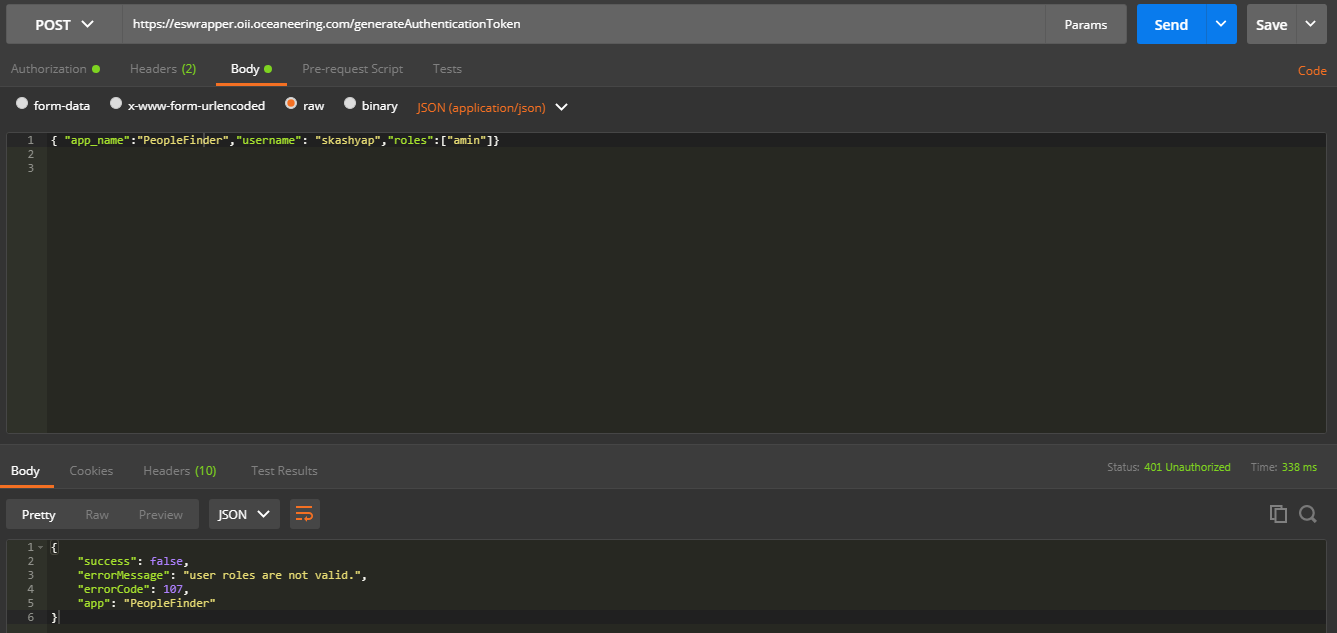 POST https://eswrapper.oii.oceaneering.com/generateAuthenticationToken Params Send Save
Authorization Headers (2) Body Pre-request Script Tests Code
form-data x-www-form-urlencoded raw binary JSON (application/json)
1 { "app_name":"PeopleFinder","username": "skashyap","roles":["amin"]}
2
3
Body Cookies Headers (10) Test Results Status: 401 Unauthorized Time: 338 ms
Pretty Raw Preview JSON
1 {
2 "success": false,
3 "errorMessage": "user roles are not valid.",
4 "errorCode": 107,
5 "app": "PeopleFinder"
6 }